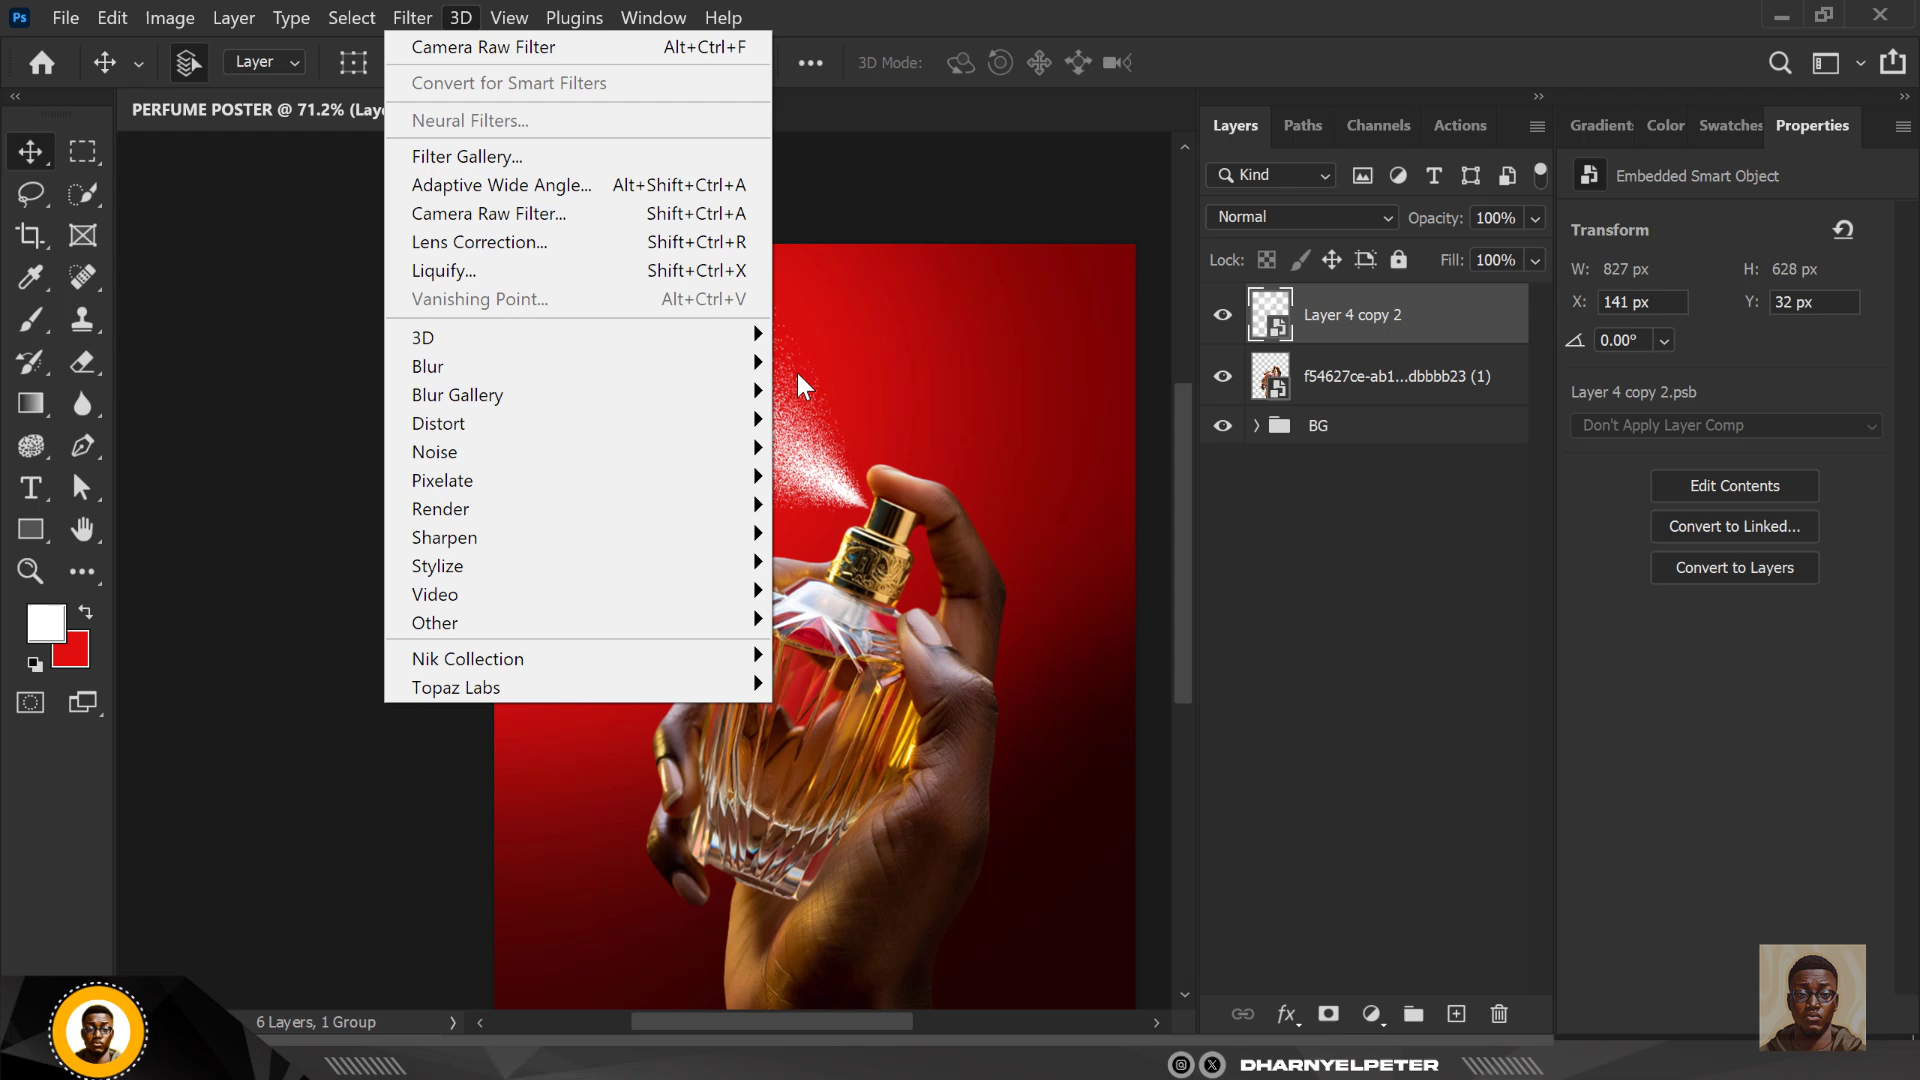 Ps File Edit Image Layer Type Select Filter 3D View Plugins Window Help
Layer
3D Mode:
PERFUME POSTER @ 71.2% (Laye
Camera Raw Filter Alt+Ctrl+F
Convert for Smart Filters
Neural Filters...
Filter Gallery...
Adaptive Wide Angle... Alt+Shift+Ctrl+A
Camera Raw Filter... Shift+Ctrl+A
Lens Correction... Shift+Ctrl+R
Liquify... Shift+Ctrl+X
Vanishing Point... Alt+Ctrl+V
3D
Blur
Blur Gallery
Distort
Noise
Pixelate
Render
Sharpen
Stylize
Video
Other
Nik Collection
Topaz Labs
Layers Paths Channels Actions
Kind
Normal Opacity: 100%
Lock: Fill: 100%
Layer 4 copy 2
f54627ce-ab1...dbbbb23 (1)
BG
fx
Gradient Color Swatches Properties
Embedded Smart Object
Transform
W: 827 px H: 628 px
X: 141 px Y: 32 px
0.00°
Layer 4 copy 2.psb
Don't Apply Layer Comp
Edit Contents
Convert to Linked...
Convert to Layers
6 Layers, 1 Group
DHARNYELPETER